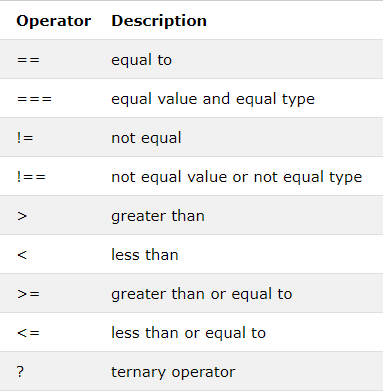 Operator Description
== equal to
=== equal value and equal type
!= not equal
!== not equal value or not equal type
> greater than
< less than
>= greater than or equal to
<= less than or equal to
? ternary operator